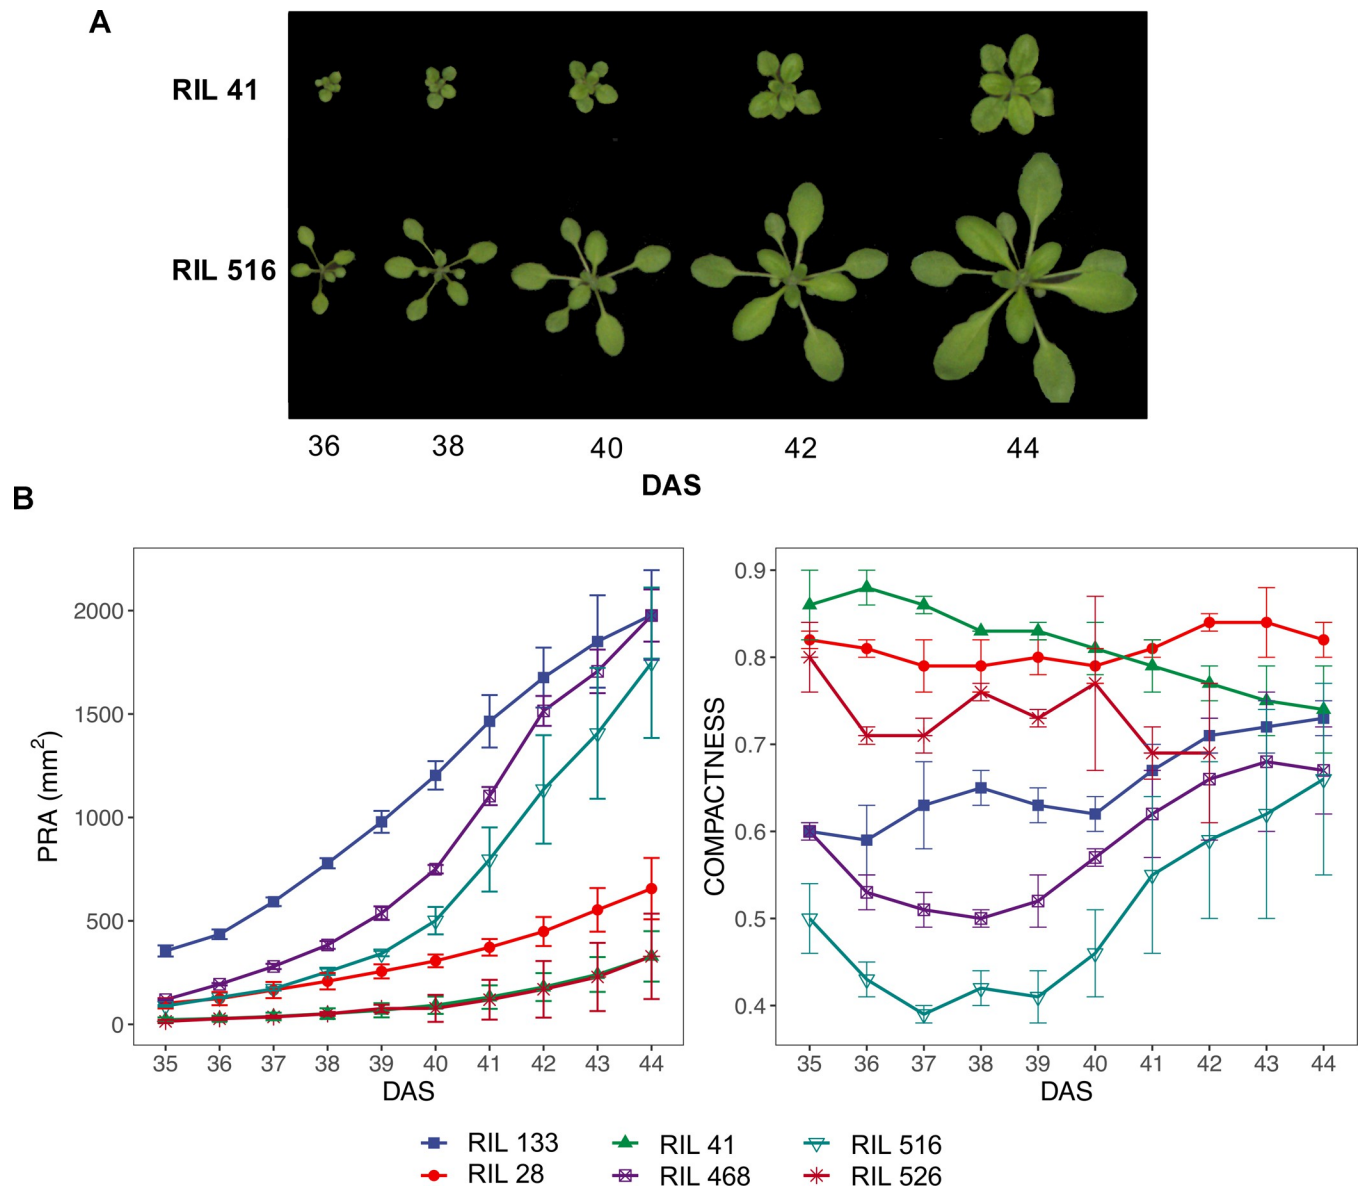 A
RIL 41
RIL 516
36 38 40 42 44
DAS
B
PRA (mm²)
2000
1500
1000
500
0
35 36 37 38 39 40 41 42 43 44
DAS
COMPACTNESS
0.9
0.8
0.7
0.6
0.5
0.4
35 36 37 38 39 40 41 42 43 44
DAS
RIL 133 RIL 41 RIL 516
RIL 28 RIL 468 RIL 526